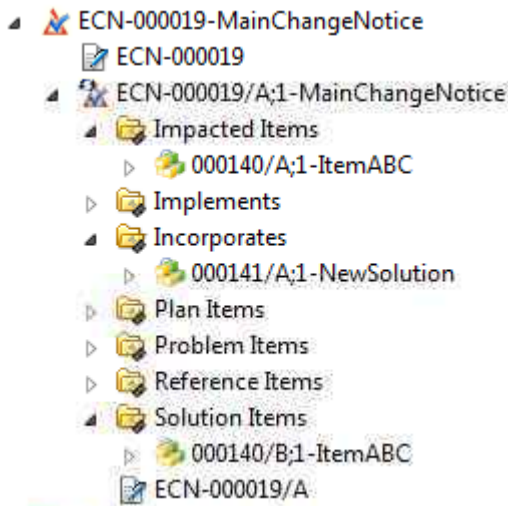 ECN-000019-MainChangeNotice
ECN-000019
ECN-000019/A;1-MainChangeNotice
Impacted Items
000140/A;1-ItemABC
Implements
Incorporates
000141/A;1-NewSolution
Plan Items
Problem Items
Reference Items
Solution Items
000140/B;1-ItemABC
ECN-000019/A